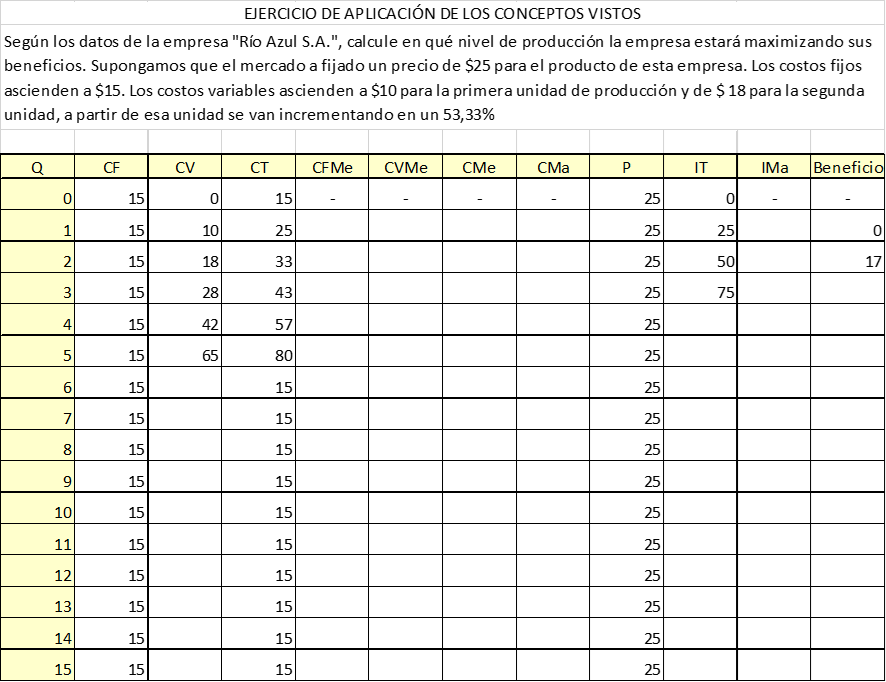 EJERCICIO DE APLICACIÓN DE LOS CONCEPTOS VISTOS
Según los datos de la empresa "Río Azul S.A.", calcule en qué nivel de producción la empresa estará maximizando sus
beneficios. Supongamos que el mercado a fijado un precio de $25 para el producto de esta empresa. Los costos fijos
ascienden a $15. Los costos variables ascienden a $10 para la primera unidad de producción y de $ 18 para la segunda
unidad, a partir de esa unidad se van incrementando en un 53,33%
Q CF CV CT CFMe CVMe CMe CMa P IT IMa Beneficio
0 15 0 15 - - - - 25 0 - -
1 15 10 25 25 25 0
2 15 18 33 25 50 17
3 15 28 43 25 75
4 15 42 57 25
5 15 65 80 25
6 15 15 25
7 15 15 25
8 15 15 25
9 15 15 25
10 15 15 25
11 15 15 25
12 15 15 25
13 15 15 25
14 15 15 25
15 15 15 25